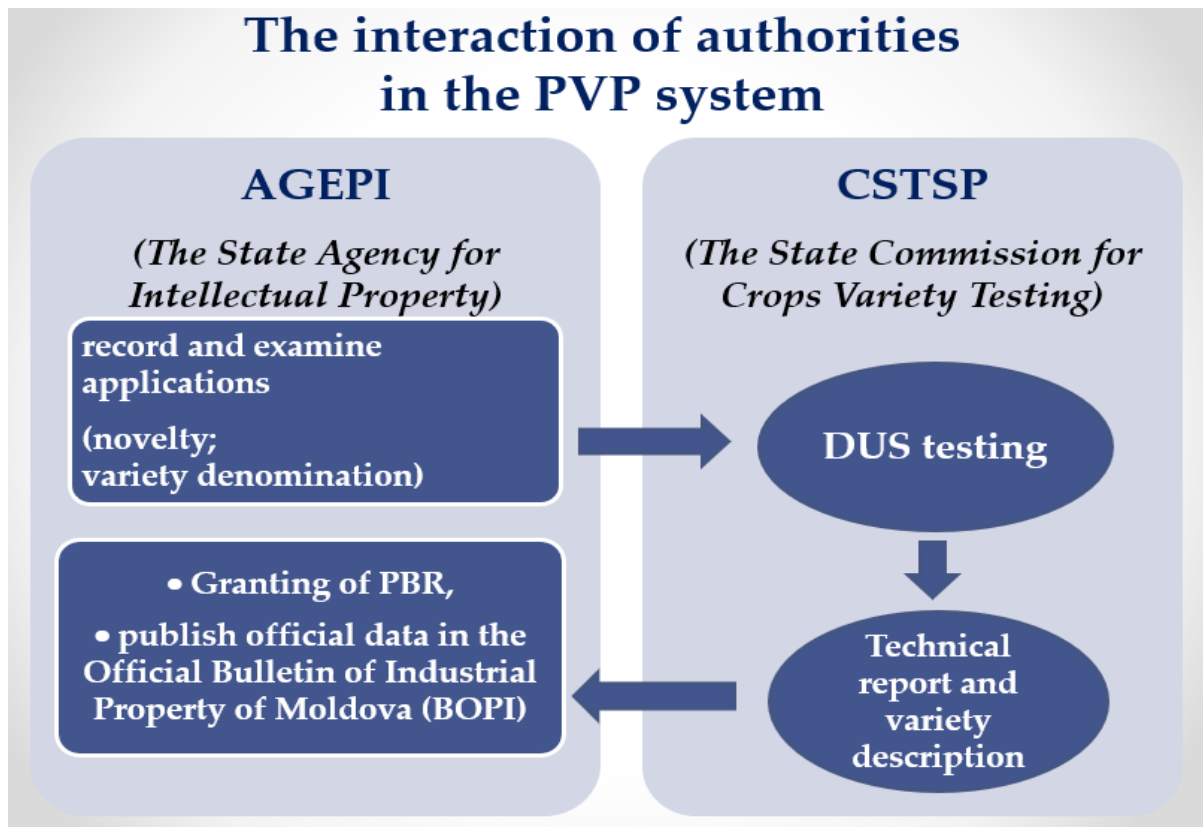 The interaction of authorities
in the PVP system
AGEPI
(The State Agency for
Intellectual Property)
record and examine
applications
(novelty;
variety denomination)
• Granting of PBR,
• publish official data in the
Official Bulletin of Industrial
Property of Moldova (BOPI)
CSTSP
(The State Commission for
Crops Variety Testing)
DUS testing
Technical
report and
variety
description